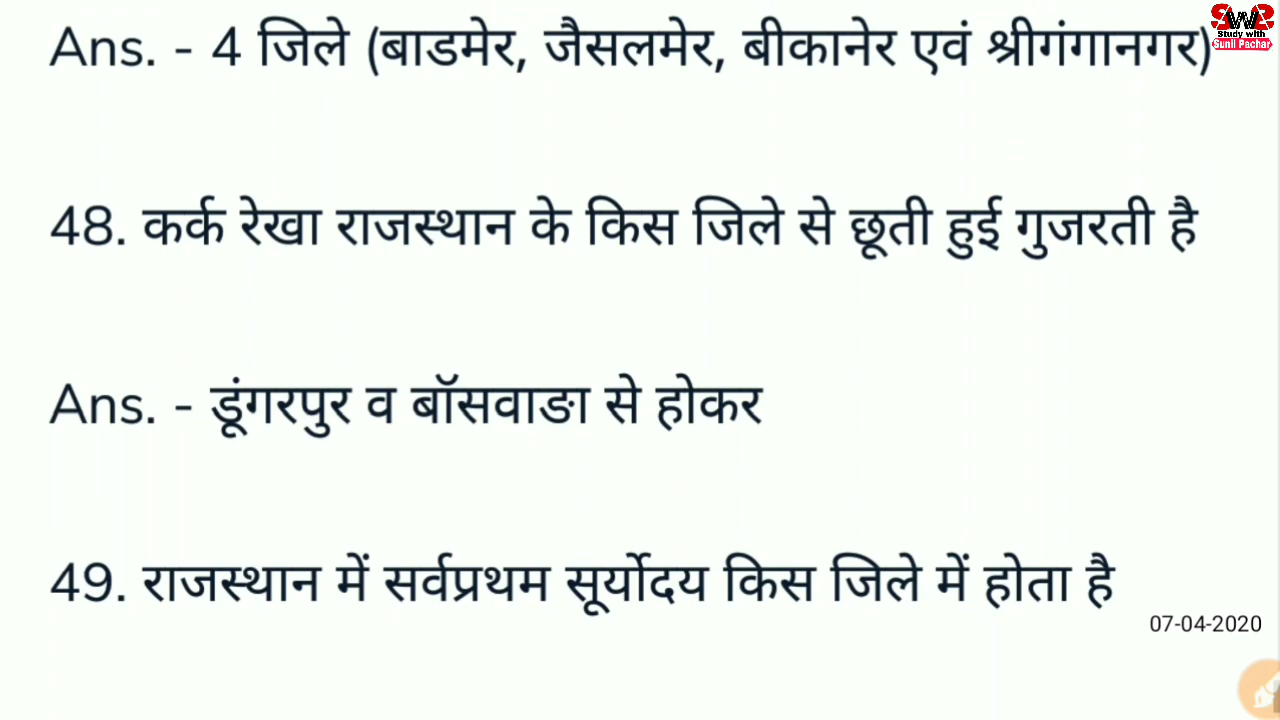 Ans. - 4 जिले (बाडमेर, जैसलमेर, बीकानेर एवं श्रीगंगानगर)
SWS
Study with
Sunil Pachar
48. कर्क रेखा राजस्थान के किस जिले से छूती हुई गुजरती है
Ans. - डूंगरपुर व बॉसवाङा से होकर
49. राजस्थान में सर्वप्रथम सूर्योदय किस जिले में होता है
07-04-2020